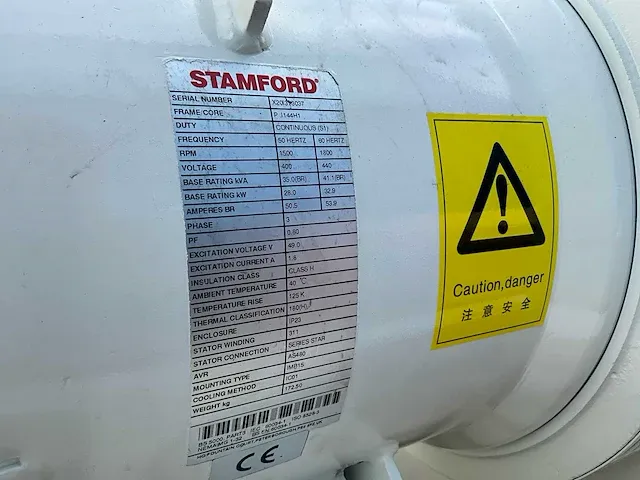 STAMFORD
SERIAL NUMBER
FRAME/CORE
DUTY CONTINUOUS (S1)
FREQUENCY 50 HERTZ 60 HERTZ
RPM 1500 1800
VOLTAGE 400 440
BASE RATING kVA 35.0(BR) 41.1(BR)
BASE RATING kW 28.0 32.9
AMPERES BR 50.5 53.9
PHASE 3
PF 0.80
EXCITATION VOLTAGE V 49.0
EXCITATION CURRENT A 1.6
INSULATION CLASS CLASS H
AMBIENT TEMPERATURE 40 °C
TEMPERATURE RISE 125 K
THERMAL CLASSIFICATION 180(H)
ENCLOSURE IP23
STATOR WINDING 311
STATOR CONNECTION SERIES STAR
AVR AS480
MOUNTING TYPE IMB15
COOLING METHOD IC01
WEIGHT kg 172.50
CE
Caution,danger
注意安全